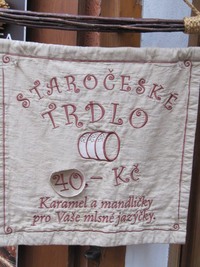 STAROČESKÉ
TRDLO
40,- KČ
Karamel a mandličky
pro Vaše mlsné jazýčky.